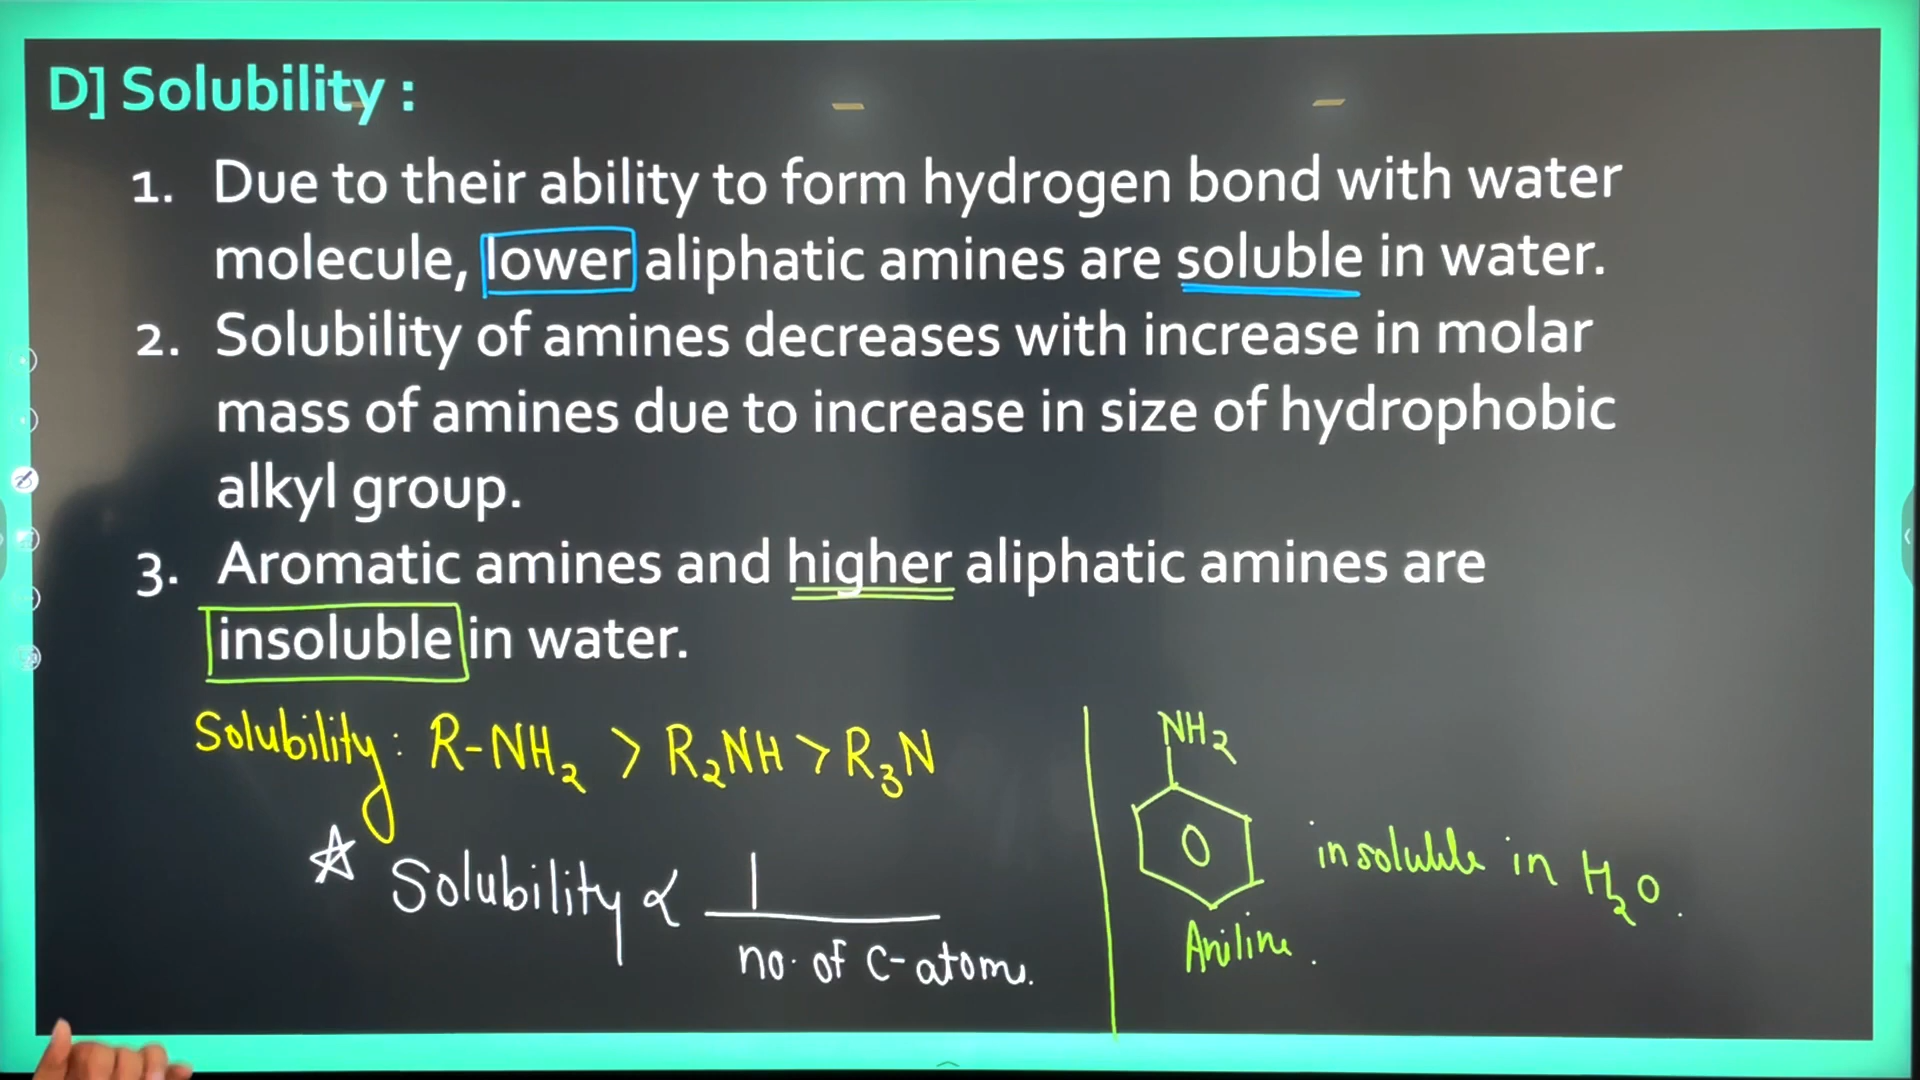 D] Solubility :
1. Due to their ability to form hydrogen bond with water
molecule, lower aliphatic amines are soluble in water.
2. Solubility of amines decreases with increase in molar
mass of amines due to increase in size of hydrophobic
alkyl group.
3. Aromatic amines and higher aliphatic amines are
insoluble in water.
Solubility : R-NH₂ > R₂NH > R₃N
☆ Solubility ∝ 1
no. of C-atoms.
NH₂
insoluble in H₂O.
Aniline.